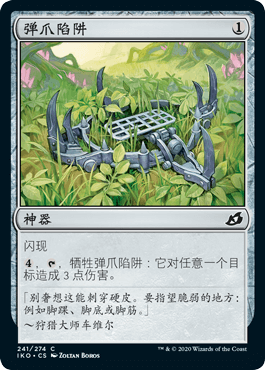 弹爪陷阱 1
神器
闪现
4，，牺牲弹爪陷阱：它对任意一个目
标造成3点伤害。
「别奢想这能刺穿硬皮。要指望脆弱的地方：
例如脚踝、脚底或脚筋。」
～狩猎大师车维尔
241/274 C
IKO • CS ZOLTAN BOROS
™ & © 2020 Wizards of the Coast